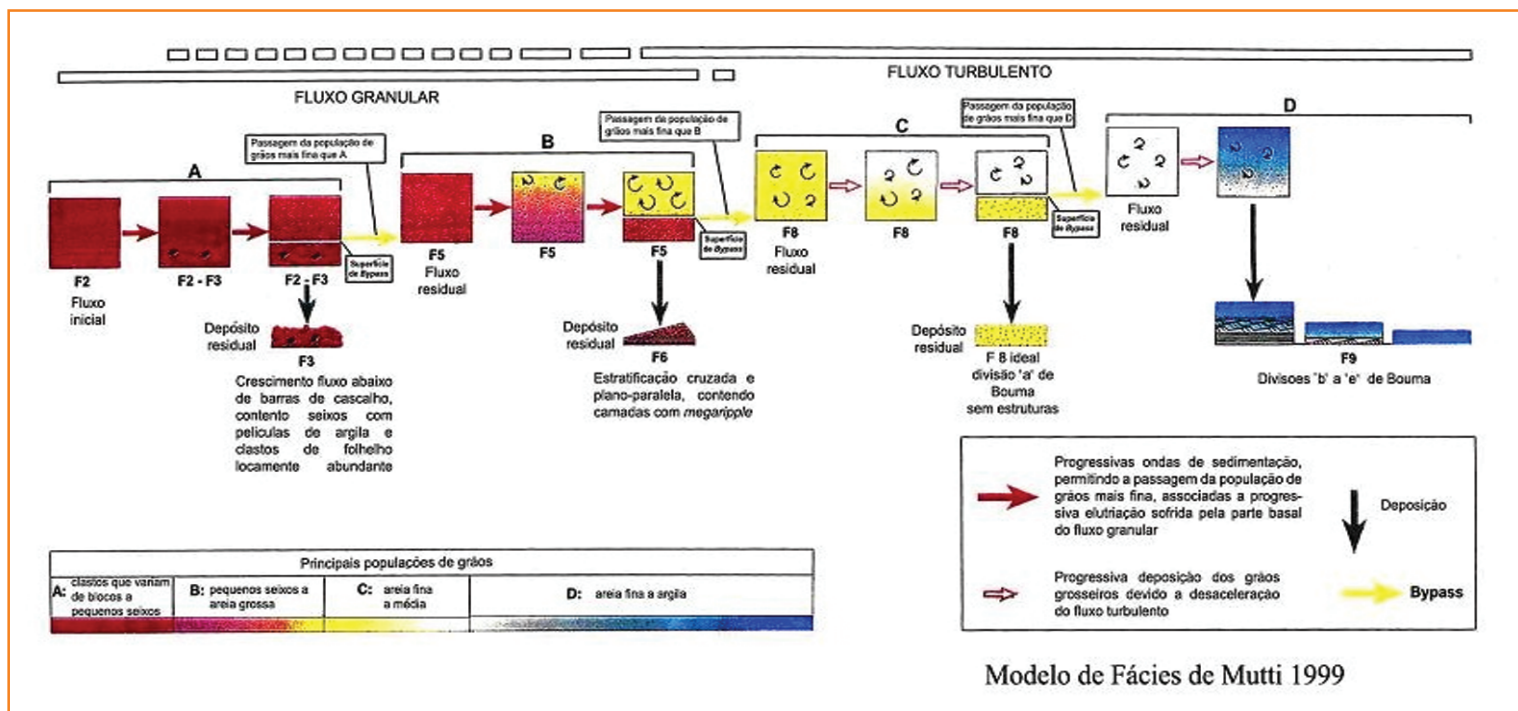 FLUXO GRANULAR
FLUXO TURBULENTO
A
Passagem da população de
grãos mais fina que A
B
Passagem da população de
grãos mais fina que B
C
Passagem da população
de grãos mais fina que D
D
F2
Fluxo
inicial
F2 - F3
F2 - F3
Superfície
de Bypass
F5
Fluxo
residual
F5
F5
Superfície
de Bypass
F8
Fluxo
residual
F8
F8
Superfície
de Bypass
Fluxo
residual
Depósito
residual
F3
Crescimento fluxo abaixo
de barras de cascalho,
contento seixos com
películas de argila e
clastos de folhelho
locamente abundante
Depósito
residual
F6
Estratificação cruzada e
plano-paralela, contendo
camadas com megaripple
Depósito
residual
F 8 ideal
divisão "a" de
Bouma
sem estruturas
F9
Divisoes "b" a "e" de Bouma
Progressivas ondas de sedimentação,
permitindo a passagem da população de
grãos mais fina, associadas a progres-
siva elutriação sofrida pela parte basal
do fluxo granular
Deposição
Progressiva deposição dos grãos
grosseiros devido a desaceleração
do fluxo turbulento
Bypass
Principais populações de grãos
A: clastos que variam
de blocos a
pequenos seixos
B: pequenos seixos a
areia grossa
C: areia fina
a média
D: areia fina a argila
Modelo de Fácies de Mutti 1999